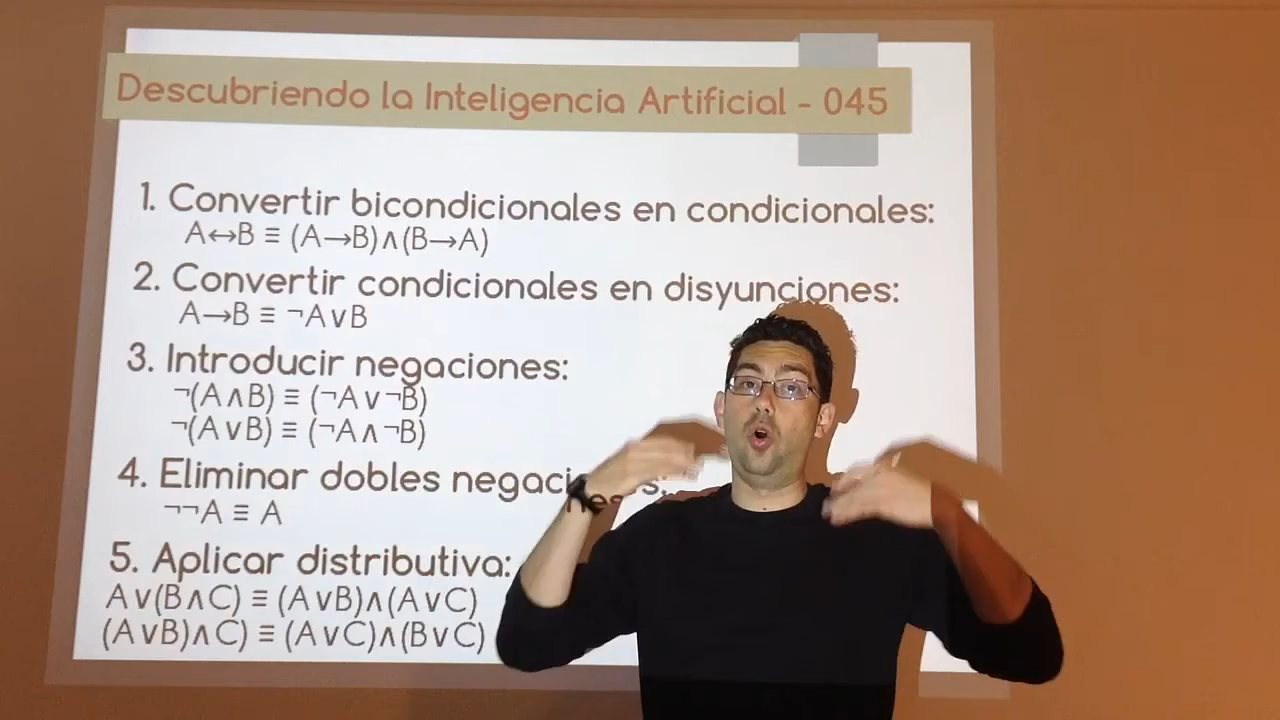 Descubriendo la Inteligencia Artificial - 045
1. Convertir bicondicionales en condicionales:
A↔B ≡ (A→B)∧(B→A)
2. Convertir condicionales en disyunciones:
A→B ≡ ¬A∨B
3. Introducir negaciones:
¬(A∧B) ≡ (¬A∨¬B)
¬(A∨B) ≡ (¬A∧¬B)
4. Eliminar dobles negaciones:
¬¬A ≡ A
5. Aplicar distributiva:
A∨(B∧C) ≡ (A∨B)∧(A∨C)
(A∨B)∧C) ≡ (A∨C)∧(B∨C)